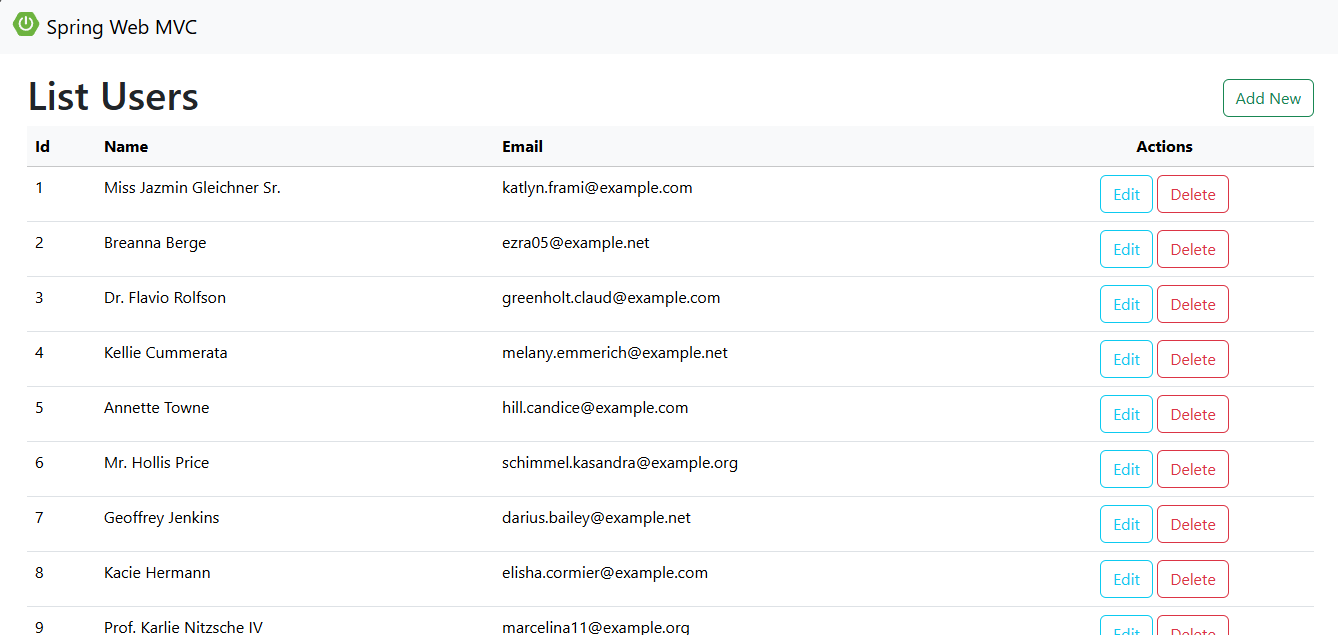 Spring Web MVC
List Users
Add New
Id Name Email Actions
1 Miss Jazmin Gleichner Sr. katlyn.frami@example.com Edit Delete
2 Breanna Berge ezra05@example.net Edit Delete
3 Dr. Flavio Rolfson greenholt.claud@example.com Edit Delete
4 Kellie Cummerata melany.emmerich@example.net Edit Delete
5 Annette Towne hill.candice@example.com Edit Delete
6 Mr. Hollis Price schimmel.kasandra@example.org Edit Delete
7 Geoffrey Jenkins darius.bailey@example.net Edit Delete
8 Kacie Hermann elisha.cormier@example.com Edit Delete
9 Prof. Karlie Nitzsche IV marcelina11@example.org Edit Delete